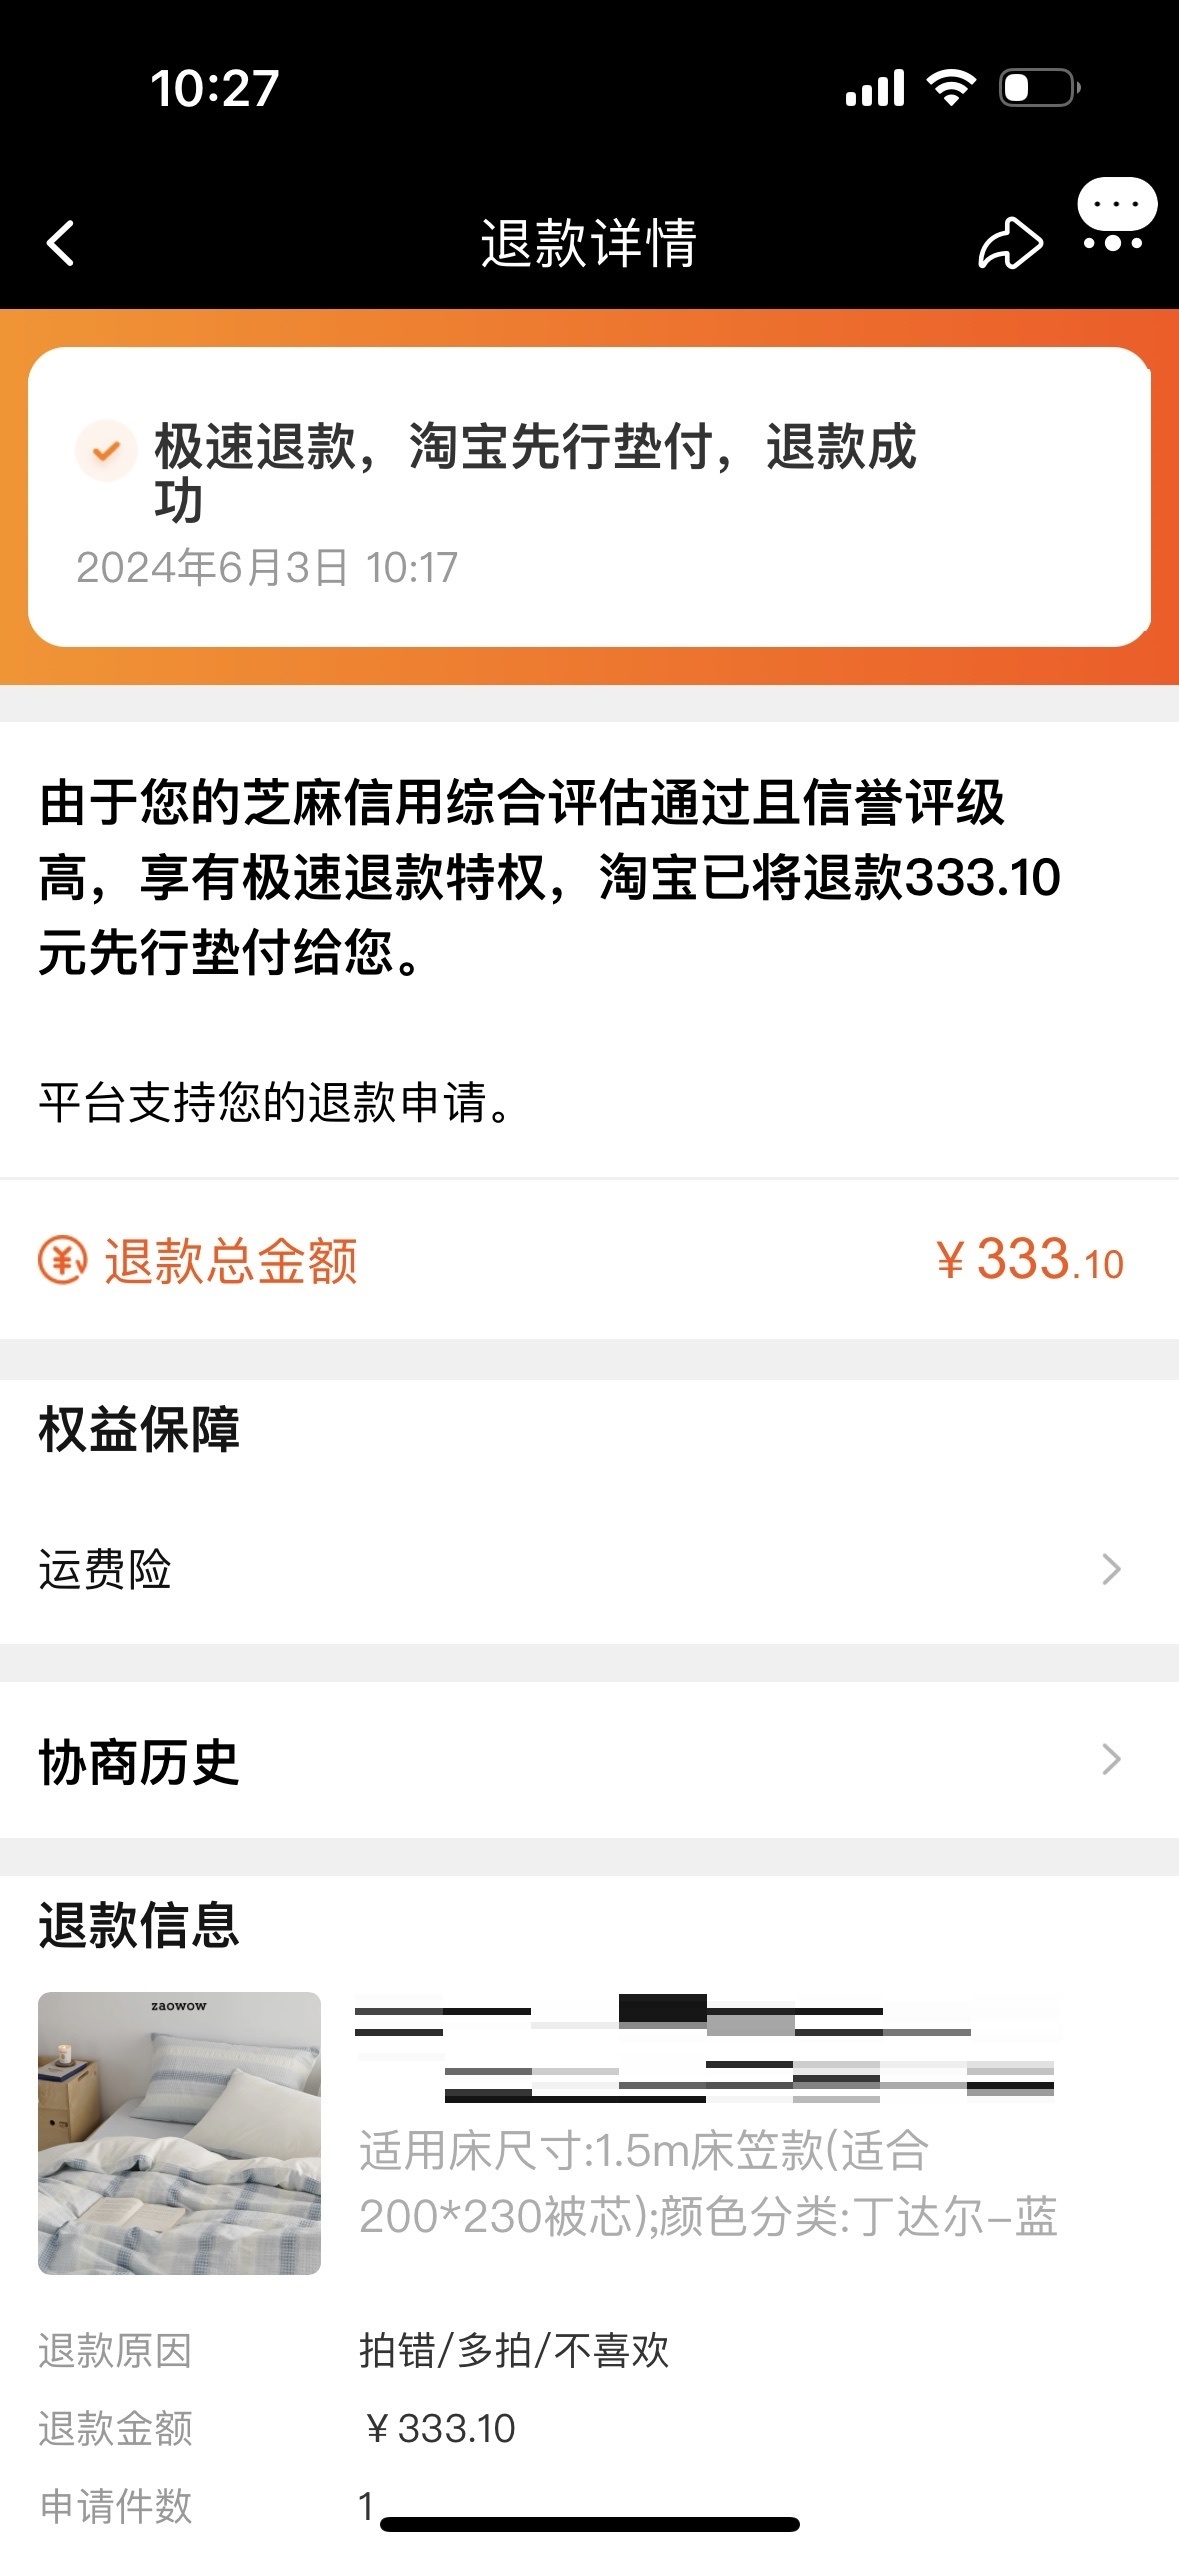 10:27
退款详情
极速退款，淘宝先行垫付，退款成
功
2024年6月3日 10:17
由于您的芝麻信用综合评估通过且信誉评级
高，享有极速退款特权，淘宝已将退款333.10
元先行垫付给您。
平台支持您的退款申请。
退款总金额 ￥333.10
权益保障
运费险
协商历史
退款信息
zaowow
适用床尺寸:1.5m床笠款(适合
200*230被芯);颜色分类:丁达尔-蓝
退款原因 拍错/多拍/不喜欢
退款金额 ￥333.10
申请件数 1